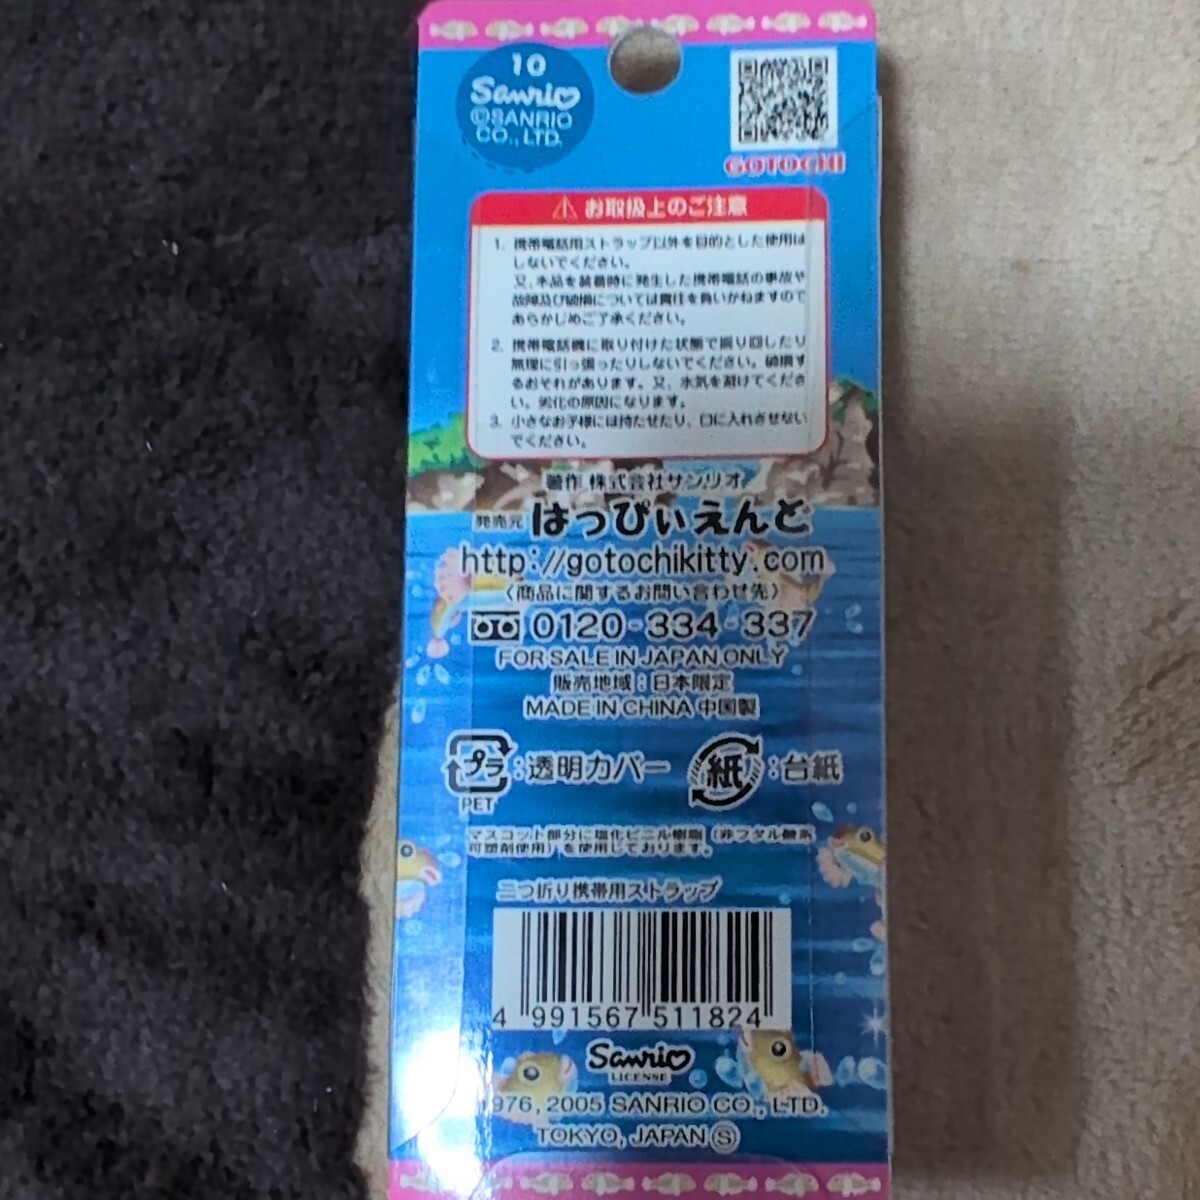 10
Sanrio
©SANRIO
CO., LTD.
GOTOCHI
⚠ お取扱上のご注意
1. 携帯電話用ストラップ以外を目的とした使用は
しないでください。
又、本品を装着時に発生した携帯電話の事故や
故障及び破損については責任を負いかねますので
あらかじめご了承ください。
2. 携帯電話機に取り付けた状態で振り回したり
無理に引っ張ったりしないでください。破損す
るおそれがあります。又、水気を避けてくださ
い。劣化の原因になります。
3. 小さなお子様には持たせたり、口に入れさせない
でください。
著作 株式会社サンリオ
発売元 はっぴぃえんど
http://gotochikitty.com
〈商品に関するお問い合わせ先〉
0120-334-337
FOR SALE IN JAPAN ONLY
販売地域：日本限定
MADE IN CHINA 中国製
プラ：透明カバー 紙：台紙
PET
マスコット部分に塩化ビニル樹脂（非フタル酸系
可塑剤使用）を使用しております。
二つ折り携帯用ストラップ
4 991567 511824
Sanrio
LICENSE
976, 2005 SANRIO CO., LTD.
TOKYO, JAPAN Ⓢ